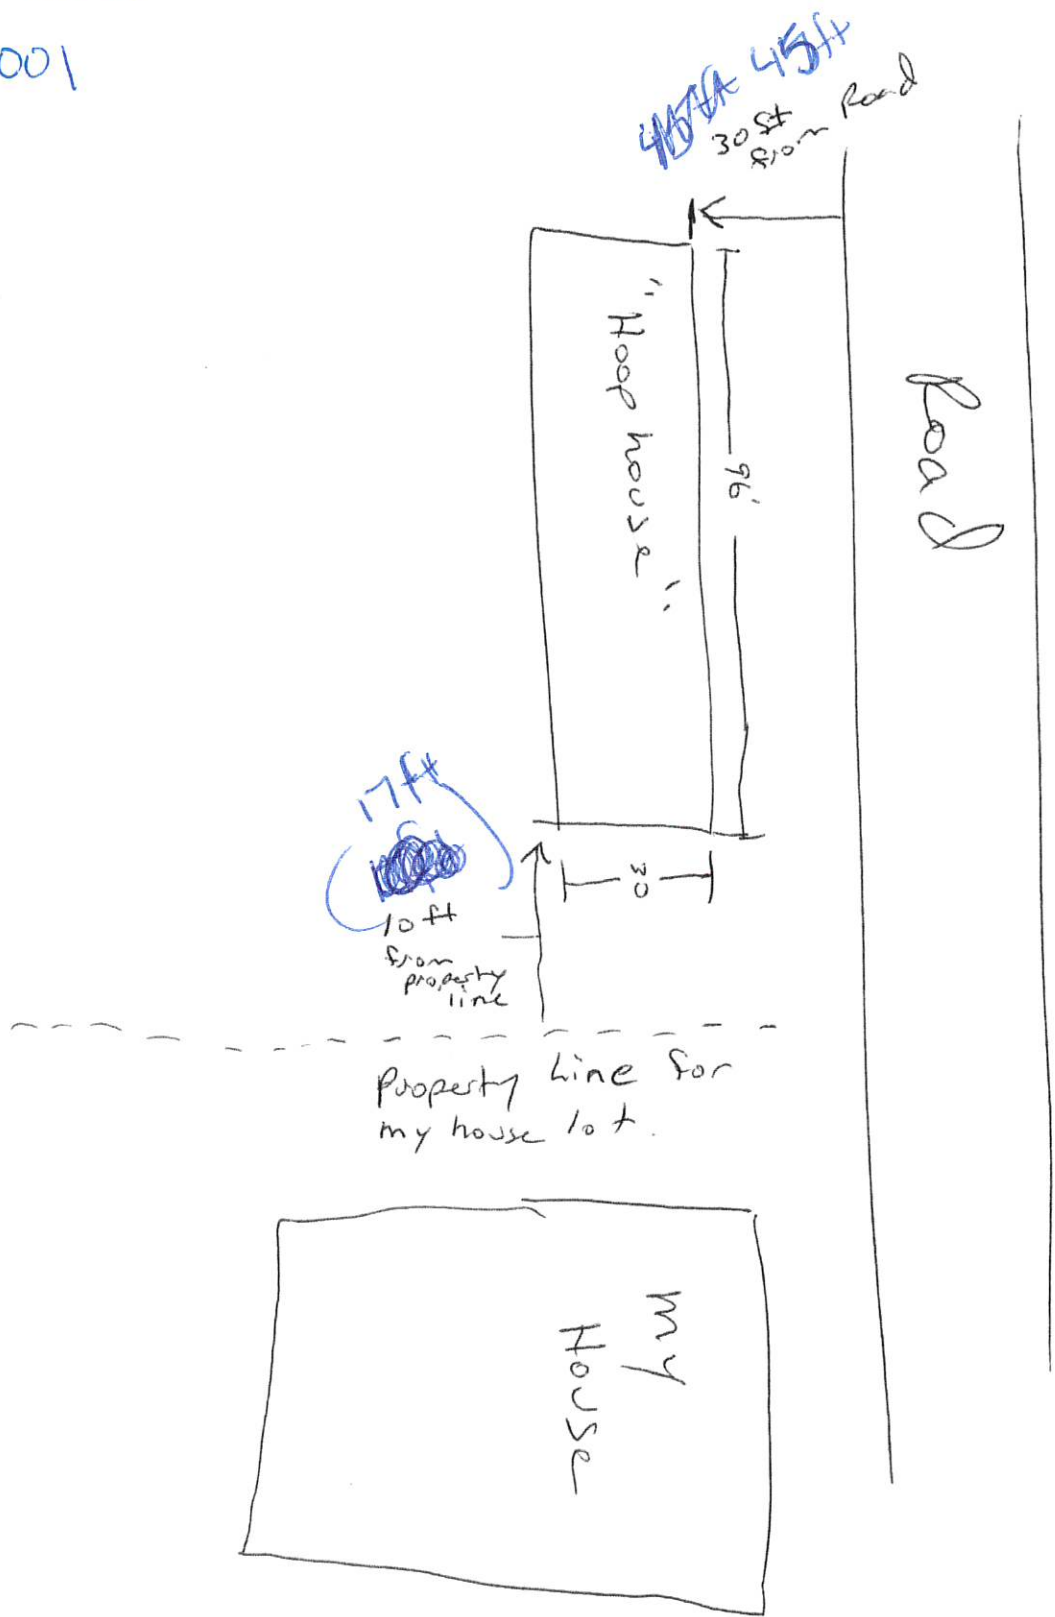 001
45ft
30 ft
from Road
Road
"Hoop house"
96'
30
17ft
10 ft
from
property
line
Property Line for
my house lot.
My
House